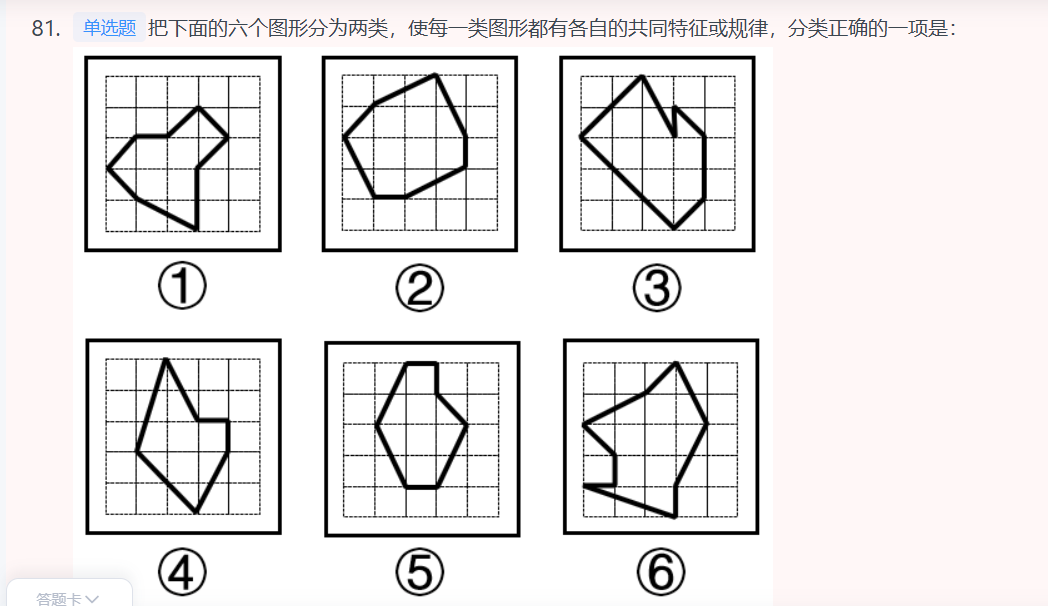 81. 单选题 把下面的六个图形分为两类，使每一类图形都有各自的共同特征或规律，分类正确的一项是：
① ② ③
④ ⑤ ⑥
答题卡